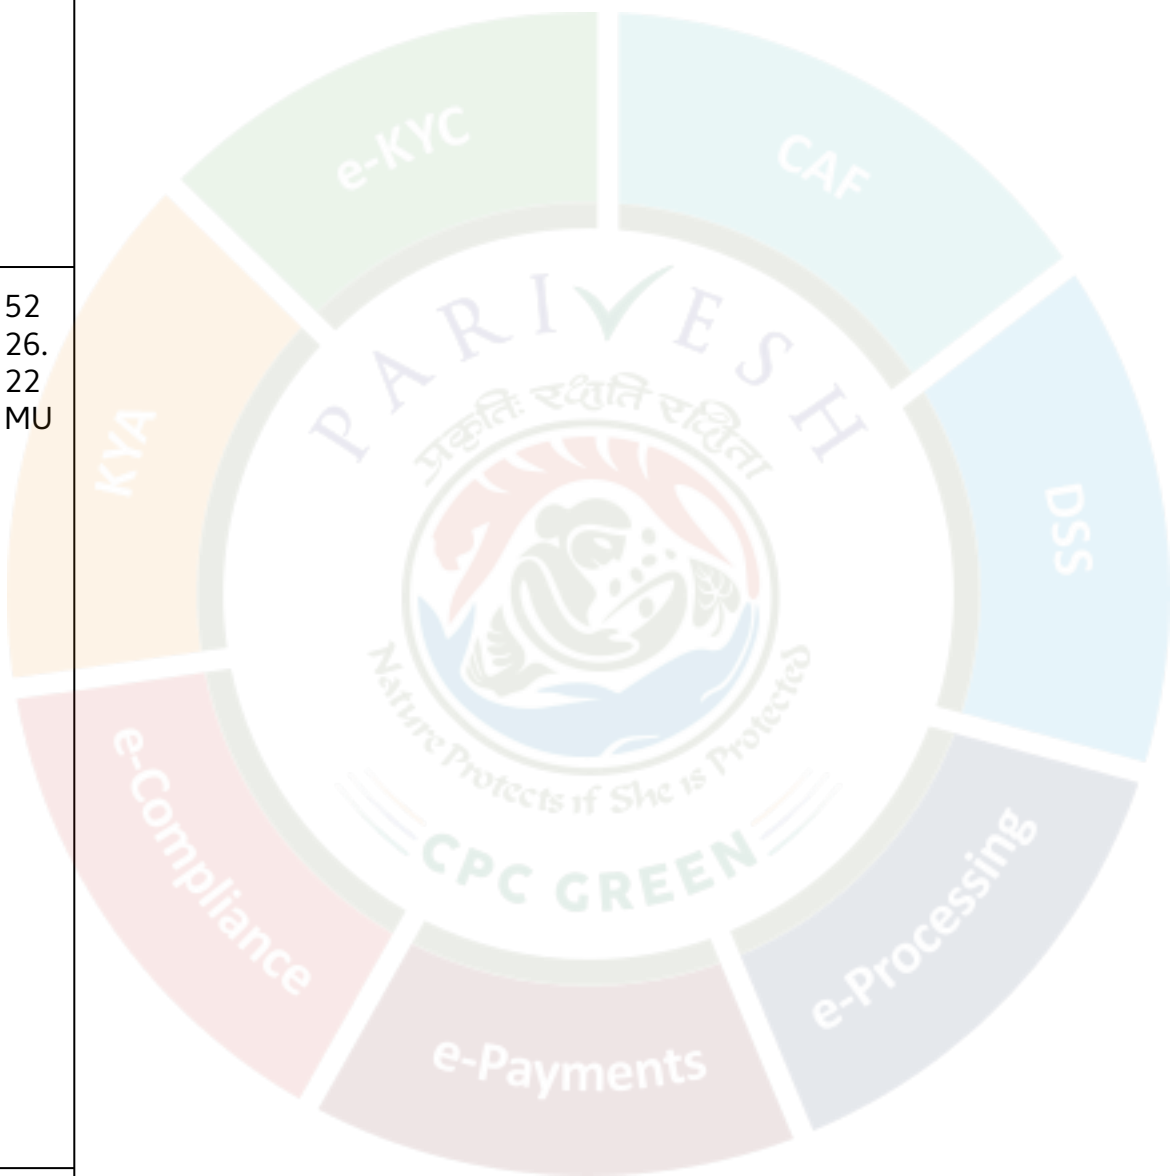 52
26.
22
MU
e-KYC
CAF
PARIVESH
प्रकृतिः रक्षति रक्षिता
KYA
DSS
Nature Protects if She is Protected
CPC GREEN
e-Compliance
e-Processing
e-Payments